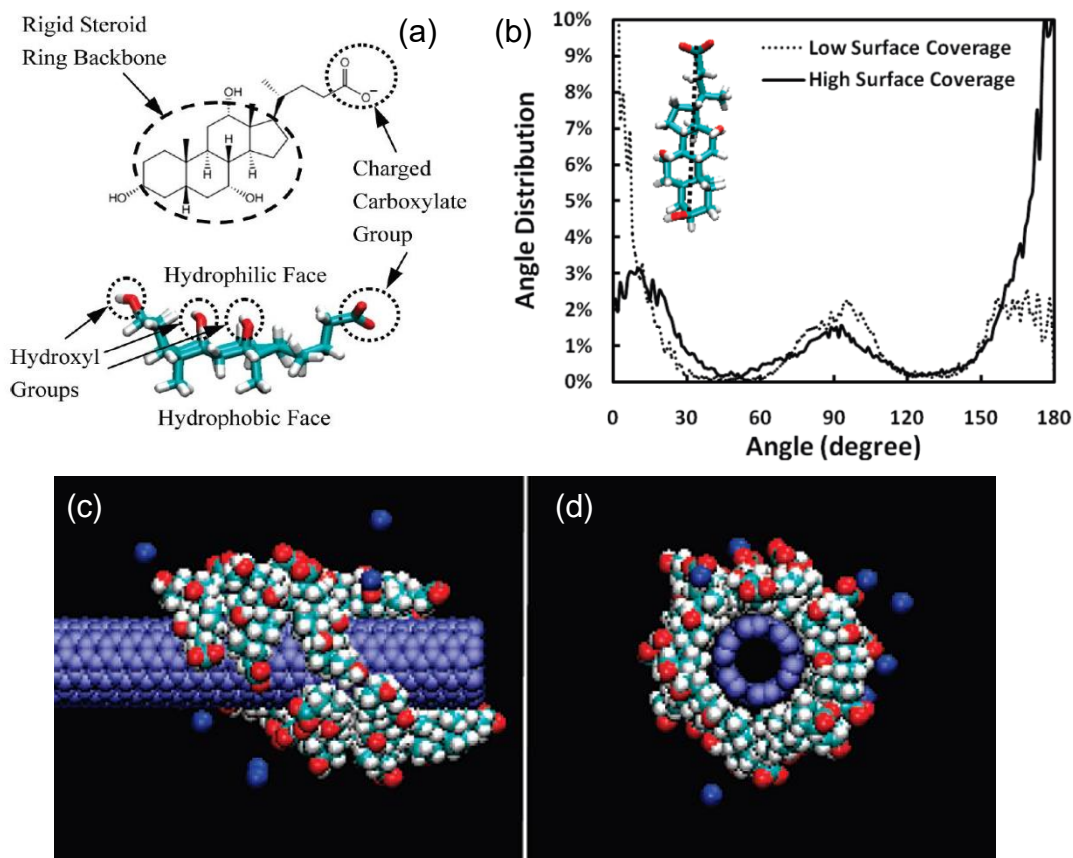 (a)
Rigid Steroid
Ring Backbone
OH
O
O⁻
H
H
H
H
HO
OH
Charged
Carboxylate
Group
Hydrophilic Face
Hydroxyl
Groups
Hydrophobic Face
(b)
Low Surface Coverage
High Surface Coverage
Angle Distribution
10%
9%
8%
7%
6%
5%
4%
3%
2%
1%
0%
0 30 60 90 120 150 180
Angle (degree)
(c)
(d)